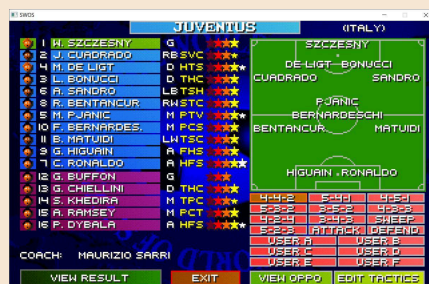 SWOS
JUVENTUS (ITALY)
1 W. SZCZESNY G
2 J. CUADRADO RB SVC
4 M. DE LIGT D HTS
3 L. BONUCCI D THC
6 A. SANDRO LB TSH
8 R. BENTANCUR RW STC
5 M. PJANIC M PTV
10 F. BERNARDES. M PCS
11 B. MATUIDI LW TSC
9 G. HIGUAIN A FHS
7 C. RONALDO A HFS
12 G. BUFFON G
13 G. CHIELLINI D THC
14 S. KHEDIRA M TPC
15 A. RAMSEY M PCT
16 P. DYBALA A HFS
COACH: MAURIZIO SARRI
VIEW RESULT EXIT VIEW OPPO EDIT TACTICS
SZCZESNY
DE LIGT BONUCCI
CUADRADO SANDRO
PJANIC
BERNARDESCHI
BENTANCUR MATUIDI
HIGUAIN RONALDO
4-4-2 5-4-1 4-5-1
5-3-2 3-5-2 4-3-3
4-2-4 3-4-3 SWEEP
5-2-3 ATTACK DEFEND
USER A USER B
USER C USER D
USER E USER F